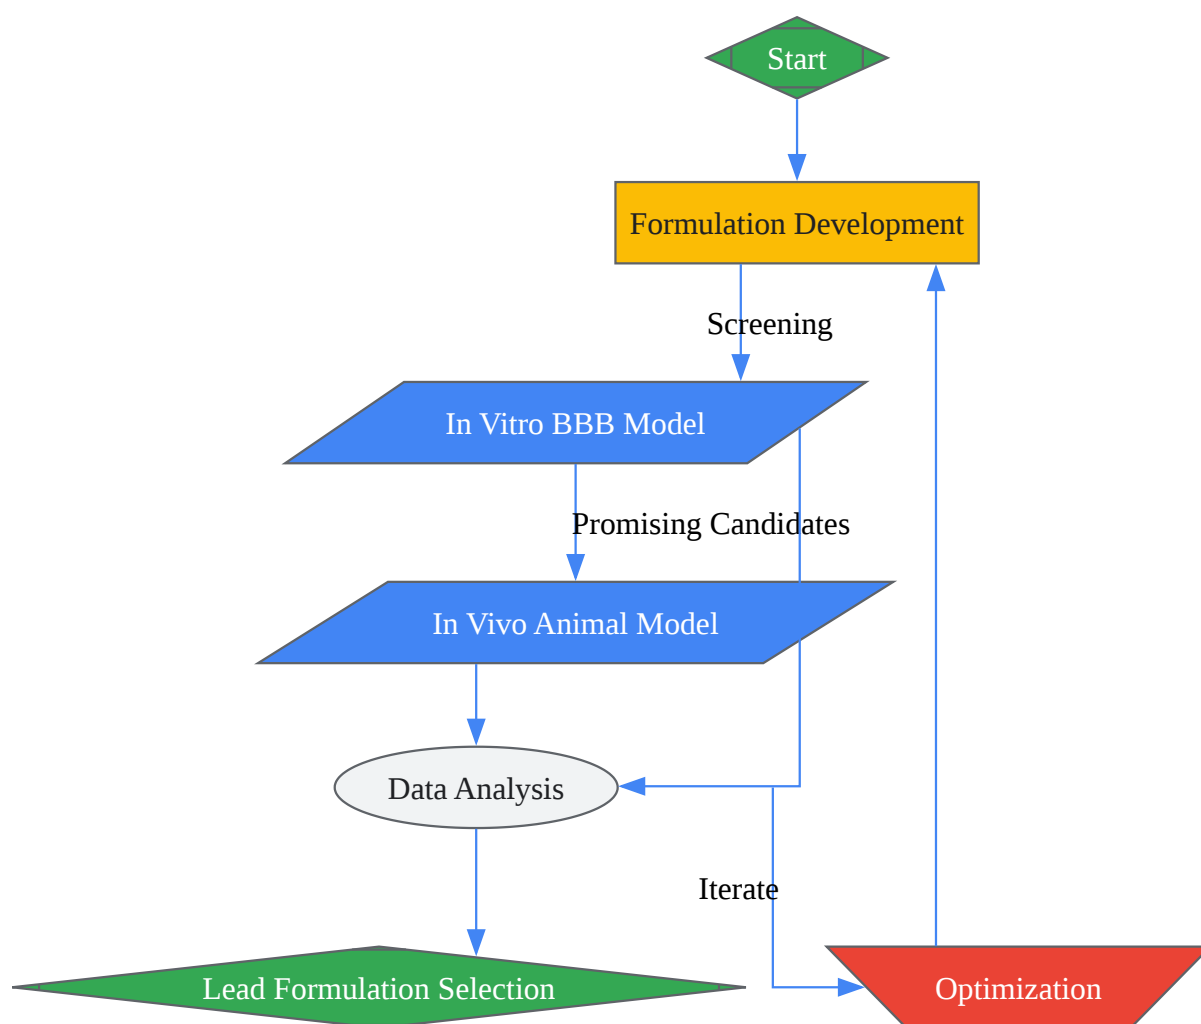 Start
Formulation Development
Screening
In Vitro BBB Model
Promising Candidates
In Vivo Animal Model
Data Analysis
Iterate
Lead Formulation Selection
Optimization